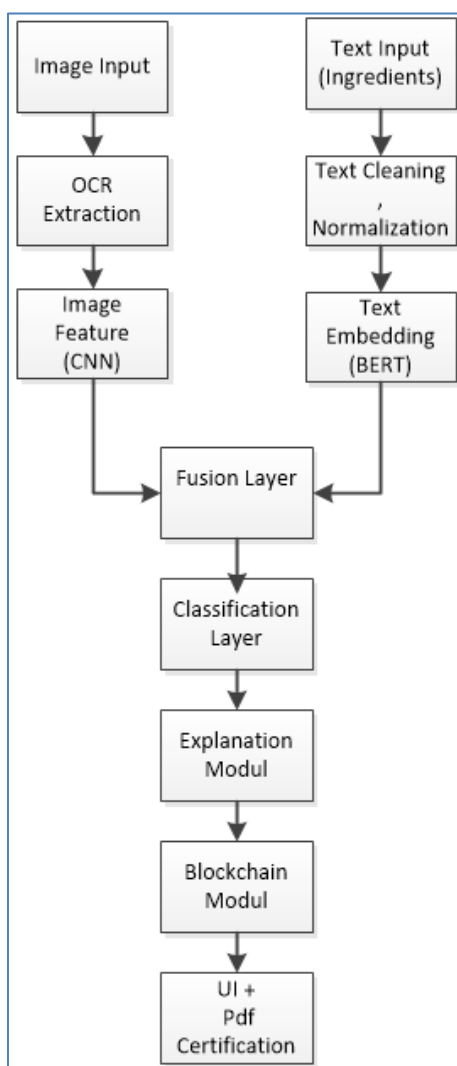 Image Input
OCR
Extraction
Image
Feature
(CNN)
Text Input
(Ingredients)
Text Cleaning
,
Normalization
Text
Embedding
(BERT)
Fusion Layer
Classification
Layer
Explanation
Modul
Blockchain
Modul
UI +
Pdf
Certification